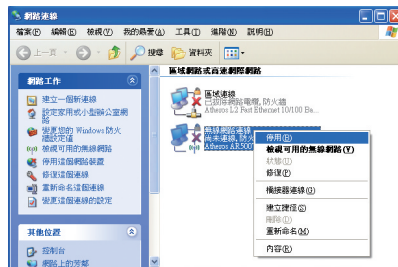 網路連線
檔案(F) 編輯(E) 檢視(V) 我的最愛(A) 工具(T) 進階(N) 說明(H)
上一頁 搜尋 資料夾
網路工作
建立一個新連線
設定家用或小型辦公室網路
變更您的 Windows 防火牆設定值
檢視可用的無線網路
停用這個網路裝置
修復這個連線
重新命名這個連線
變更這個連線的設定
其他位置
控制台
網路上的芳鄰
區域網路或高速網際網路
區域連線
已拔除網路電纜, 防火牆
Atheros L2 Fast Ethernet 10/100 Ba...
無線網路連線
尚未連線, 防火
Atheros AR500
停用(B)
檢視可用的無線網路(V)
狀態(U)
修復(P)
橋接器連線(G)
建立捷徑(S)
刪除(D)
重新命名(M)
內容(R)